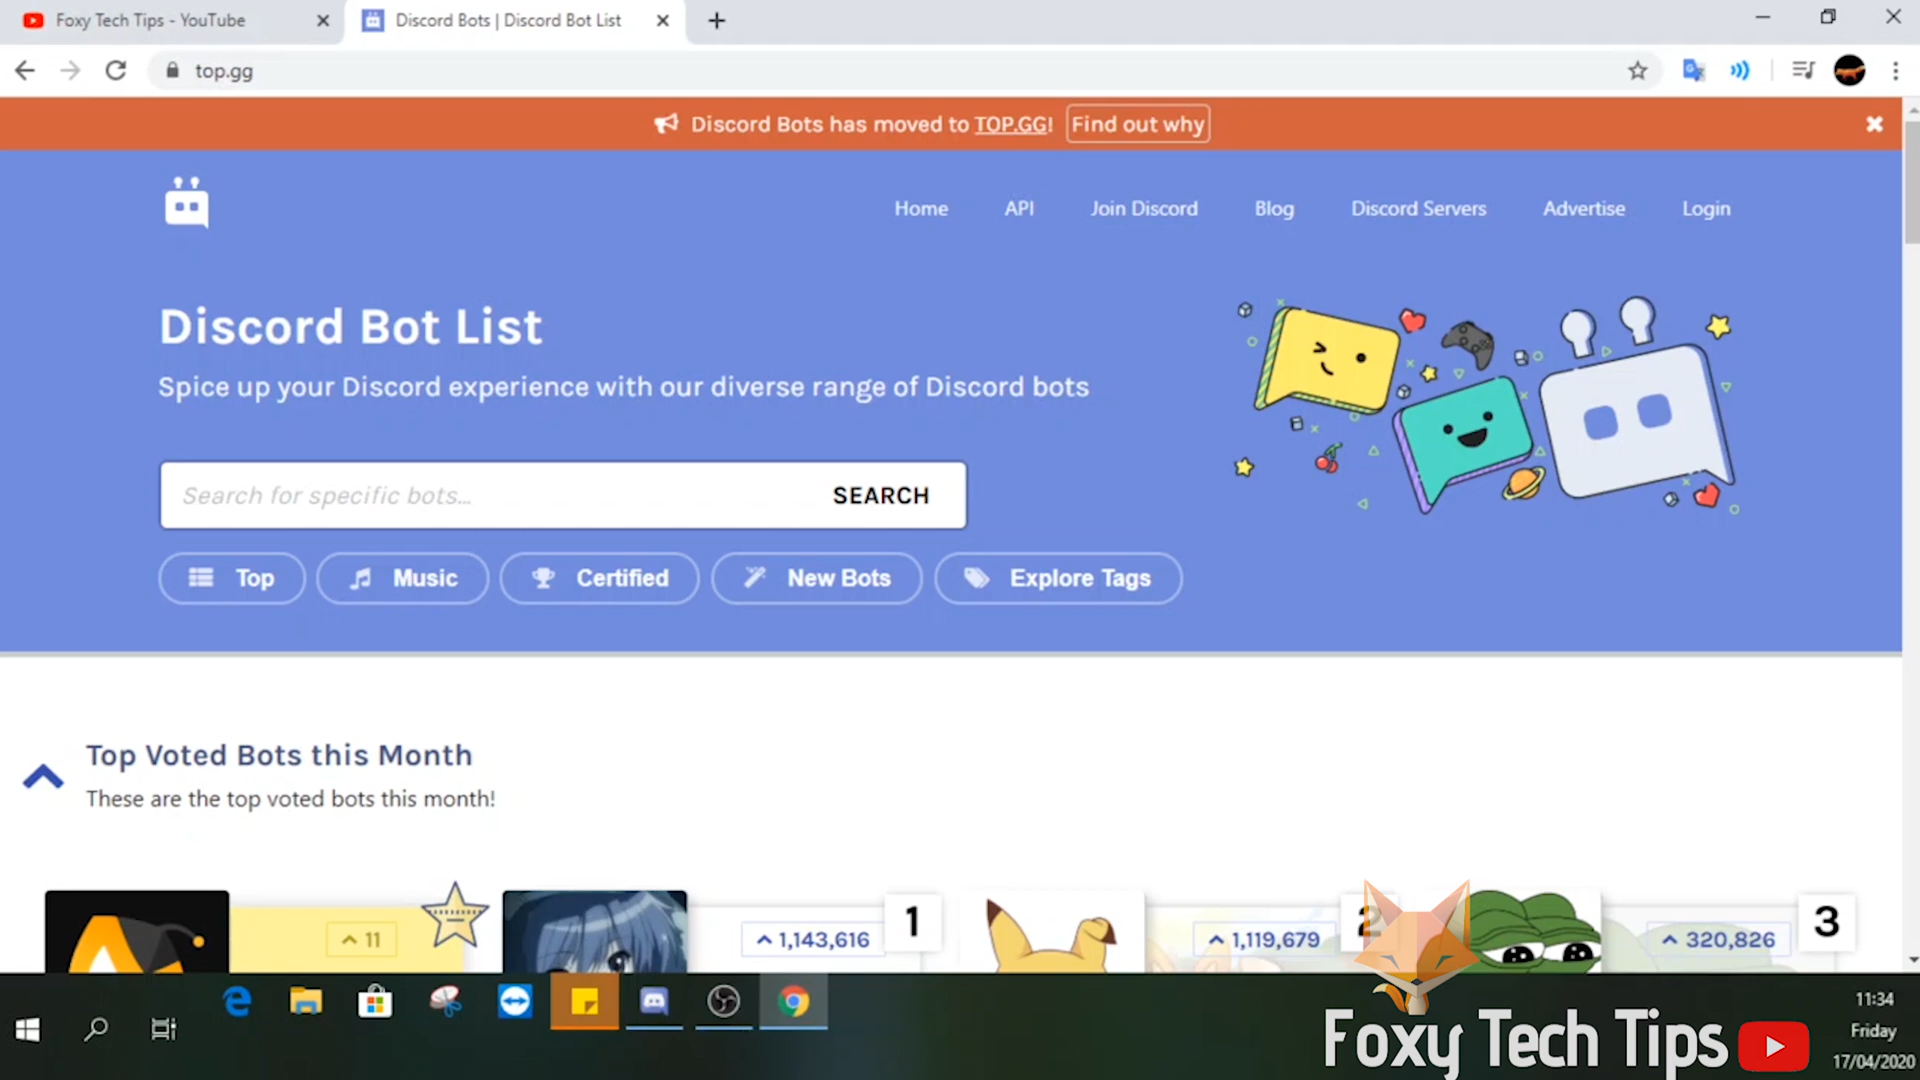 Foxy Tech Tips - YouTube
Discord Bots | Discord Bot List
top.gg
Discord Bots has moved to TOP.GG! Find out why
Home API Join Discord Blog Discord Servers Advertise Login
Discord Bot List
Spice up your Discord experience with our diverse range of Discord bots
Search for specific bots... SEARCH
Top Music Certified New Bots Explore Tags
Top Voted Bots this Month
These are the top voted bots this month!
11 1,143,616 1 1,119,679 2 320,826 3
11:34
Friday
17/04/2020
Foxy Tech Tips